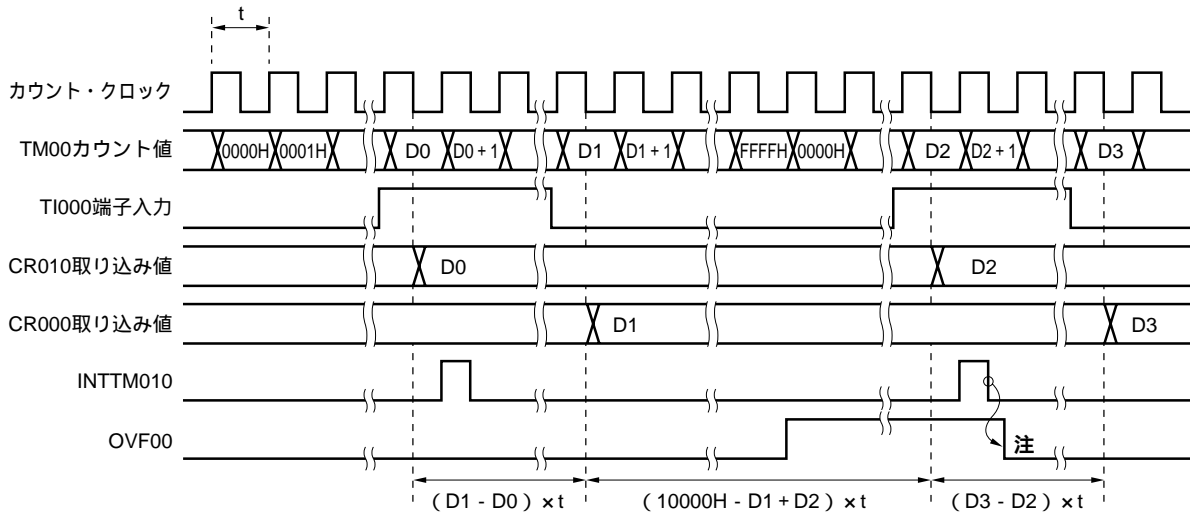 t
カウント・クロック
TM00カウント値 0000H 0001H D0 D0 + 1 D1 D1 + 1 FFFFH 0000H D2 D2 + 1 D3
TI000端子入力
CR010取り込み値 D0 D2
CR000取り込み値 D1 D3
INTTM010
OVF00 注
（D1 - D0）×t （10000H - D1 + D2）×t （D3 - D2）×t